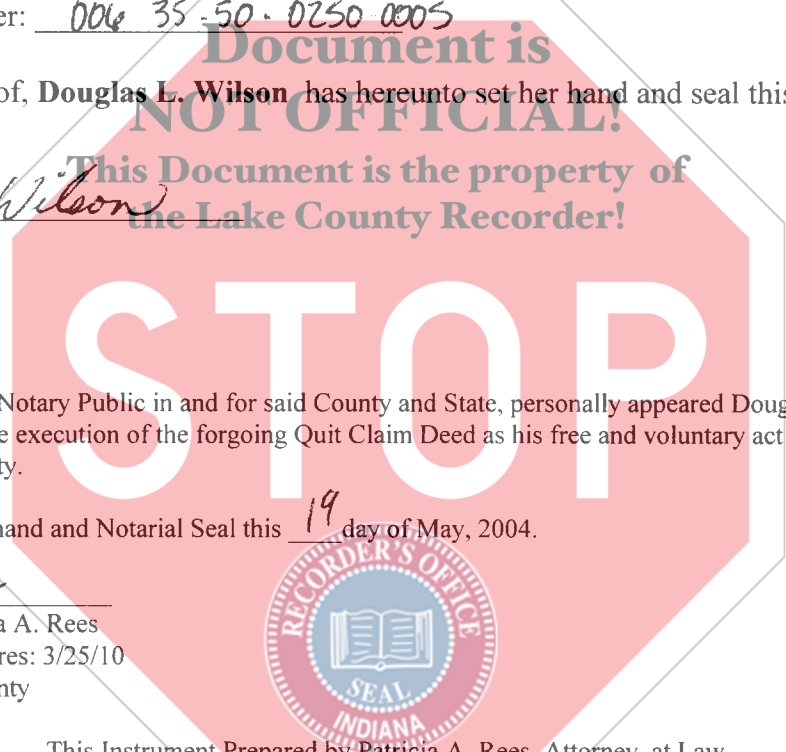 er: 006 35-50-0250 0005
Document is
of, Douglas L. Wilson has hereunto set her hand and seal this
NOT OFFICIAL!
This Document is the property of
Wilson
the Lake County Recorder!
STOP
Notary Public in and for said County and State, personally appeared Doug
e execution of the forgoing Quit Claim Deed as his free and voluntary act
ty.
hand and Notarial Seal this 19 day of May, 2004.
RECORDER'S OFFICE
SEAL
INDIANA
a A. Rees
res: 3/25/10
nty
This Instrument Prepared by Patricia A. Rees, Attorney at Law